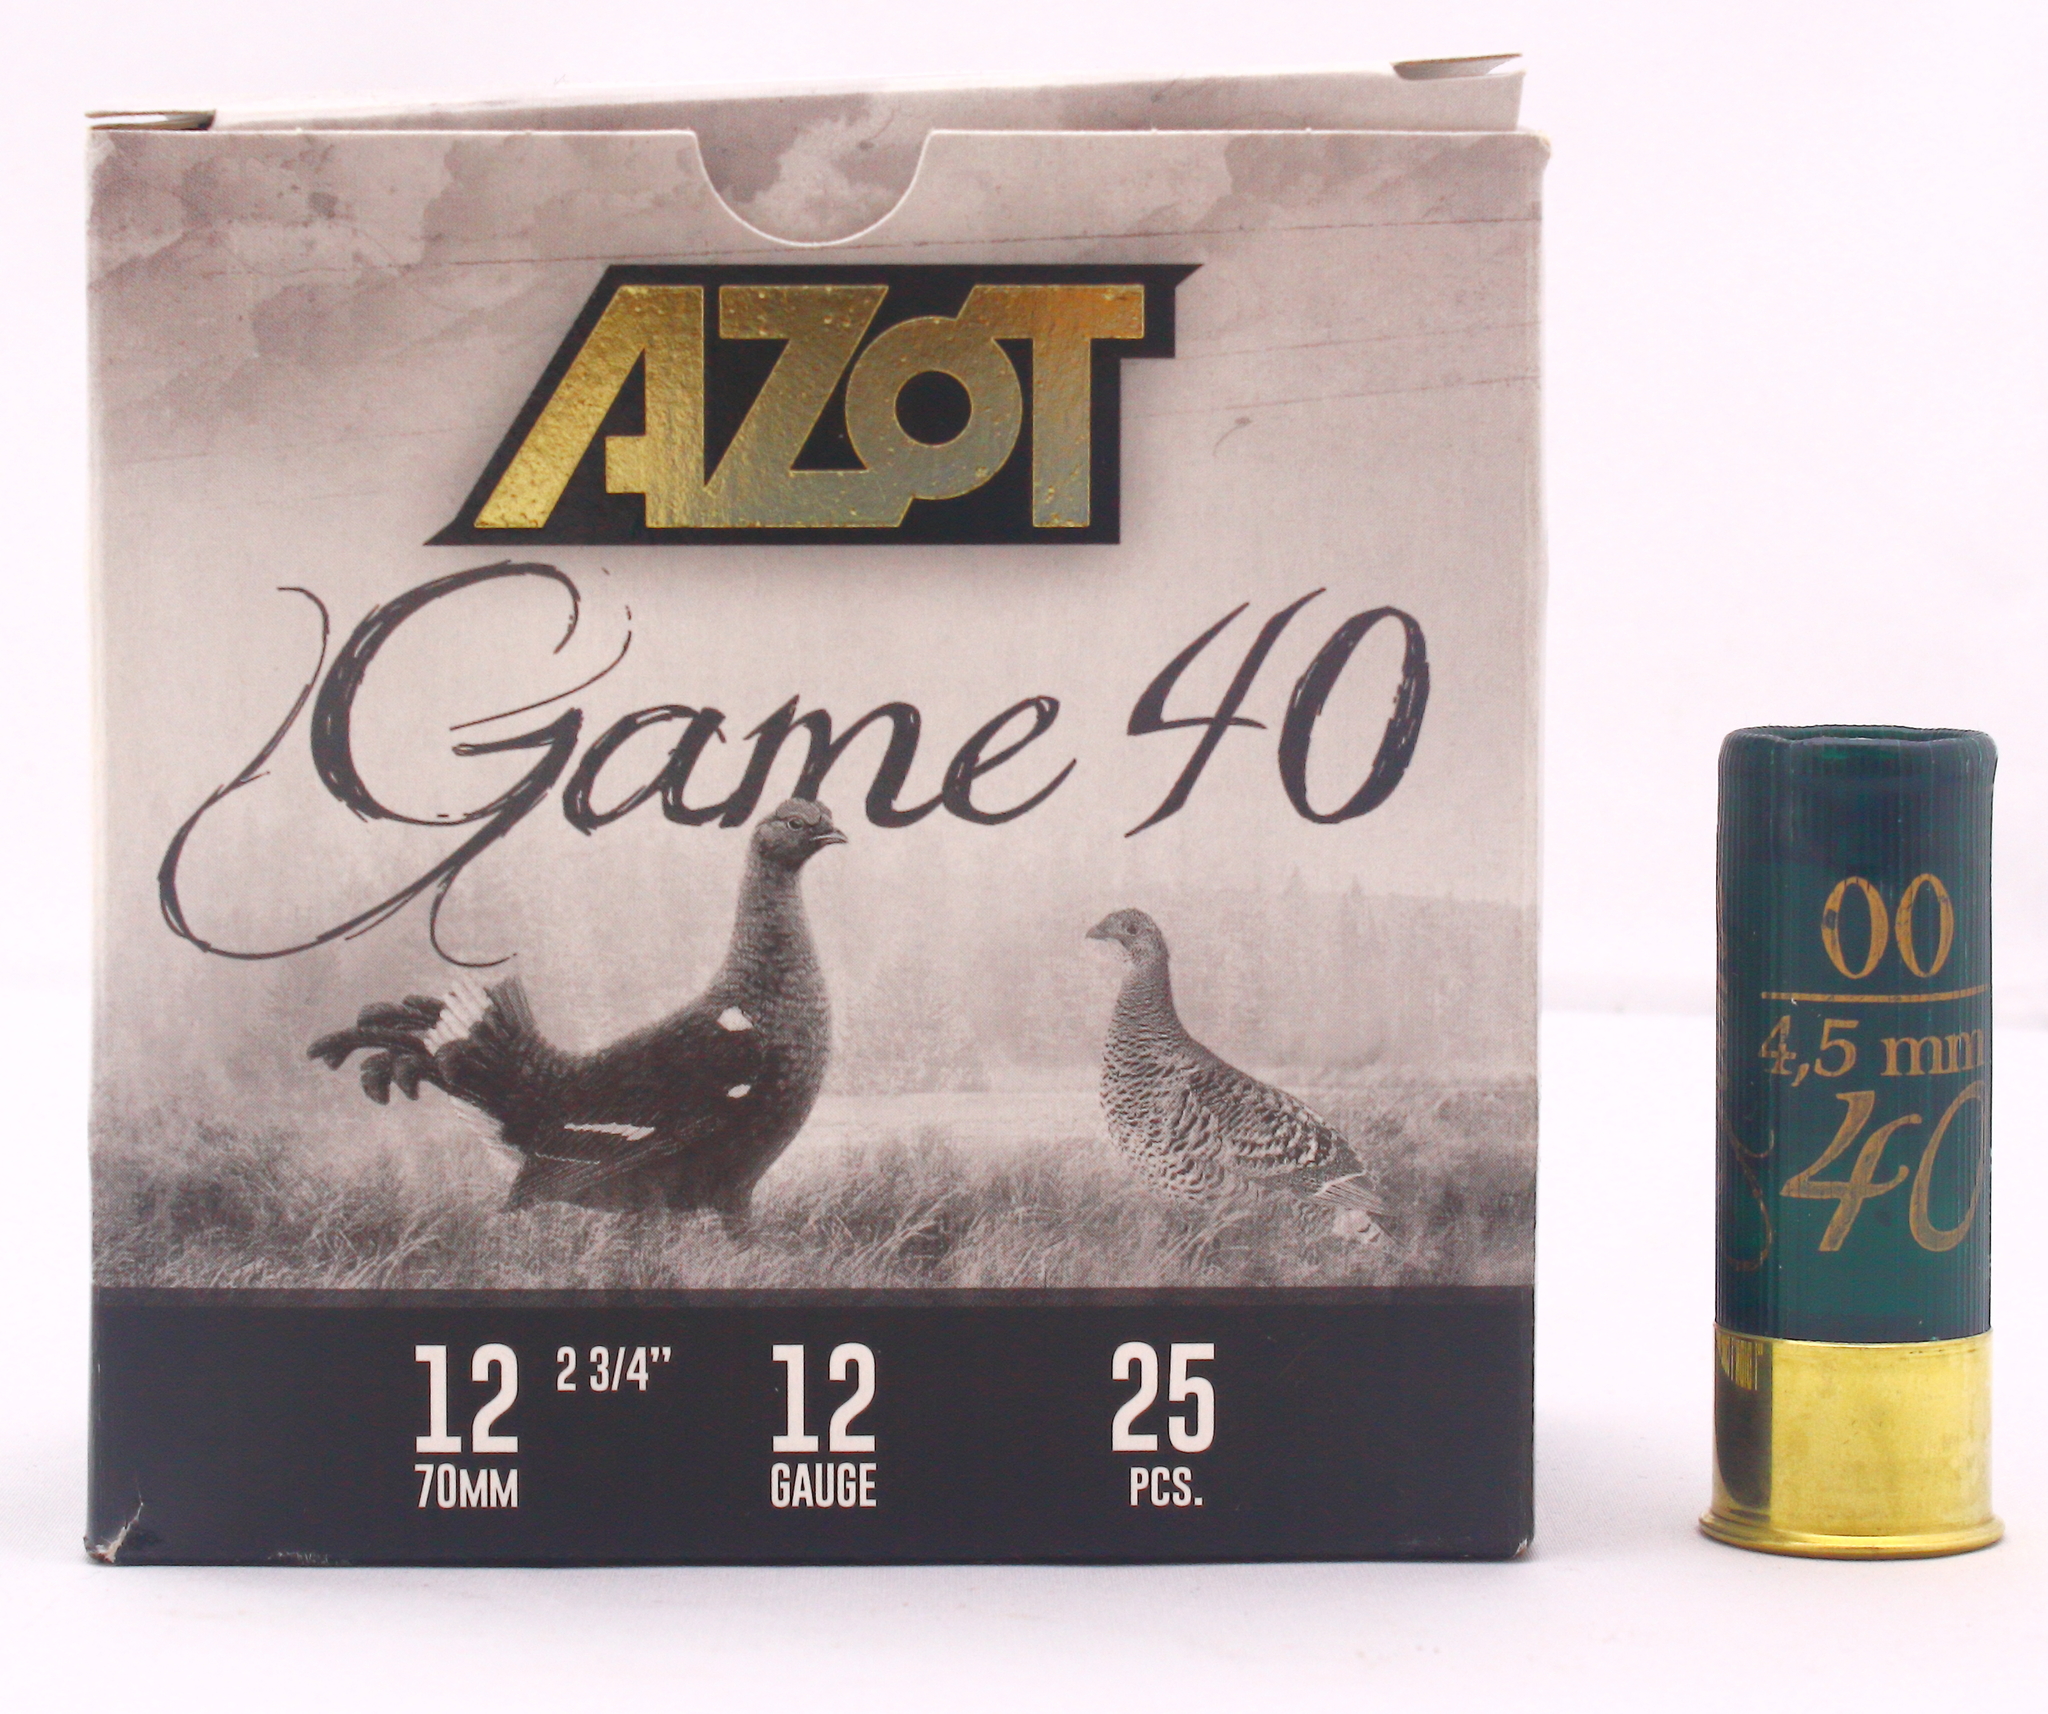 AZOT
Game 40
12 2 3/4” 12 25
70MM GAUGE PCS.
00
4,5 mm
40